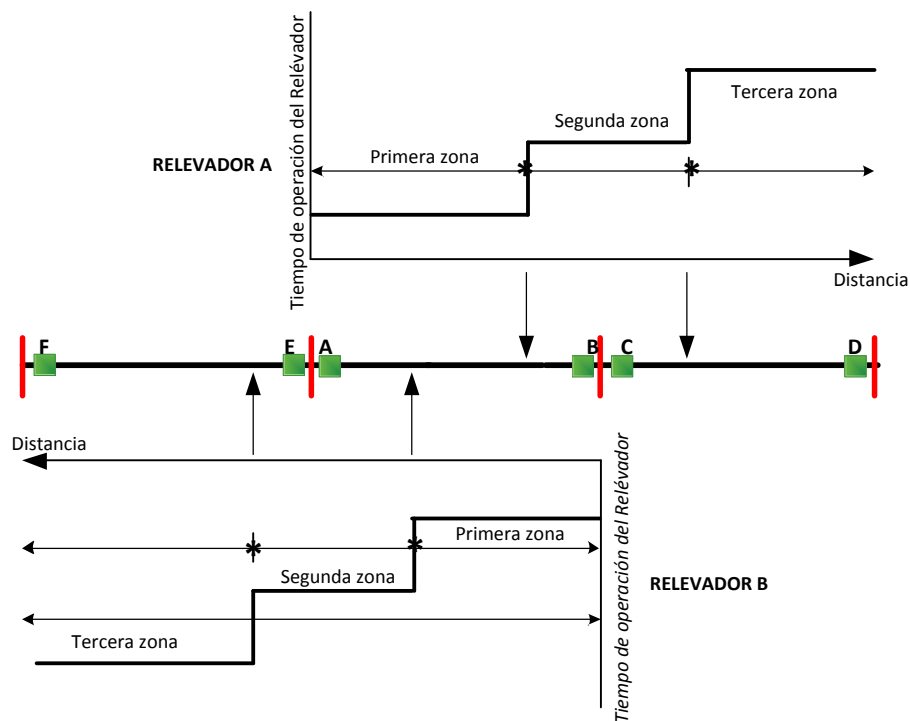 Tiempo de operación del Relévador
Tercera zona
Segunda zona
Primera zona
RELEVADOR A
Distancia
F
E
A
B
C
D
Distancia
Primera zona
Segunda zona
Tercera zona
RELEVADOR B
Tiempo de operación del Relévador